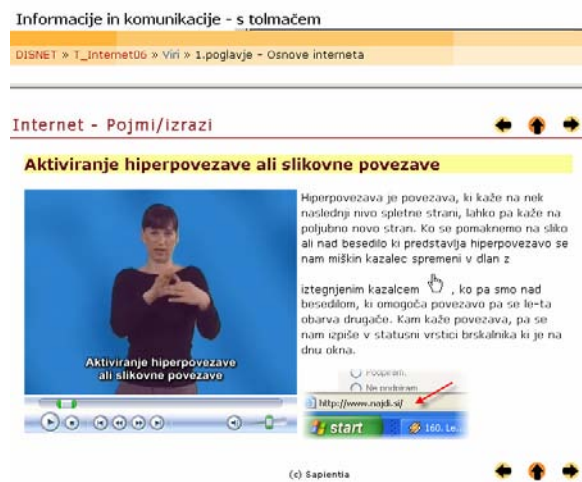 Informacije in komunikacije - s tolmačem
DISNET » T_Internet06 » Viri » 1.poglavje - Osnove interneta
Internet - Pojmi/izrazi
Aktiviranje hiperpovezave ali slikovne povezave
Hiperpovezava je povezava, ki kaže na nek
naslednji nivo spletne strani, lahko pa kaže na
poljubno novo stran. Ko se pomaknemo na sliko
ali nad besedilo ki predstavlja hiperpovezavo se
nam miškin kazalec spremeni v dlan z
iztegnjenim kazalcem , ko pa smo nad
besedilom, ki omogoča povezavo pa se le-ta
obarva drugače. Kam kaže povezava, pa se
nam izpiše v statusni vrstici brskalnika ki je na
dnu okna.
Aktiviranje hiperpovezave
ali slikovne povezave
Podpiram.
Ne podpiram
http://www.najdi.si/
start
160. te...
(c) Sapientia